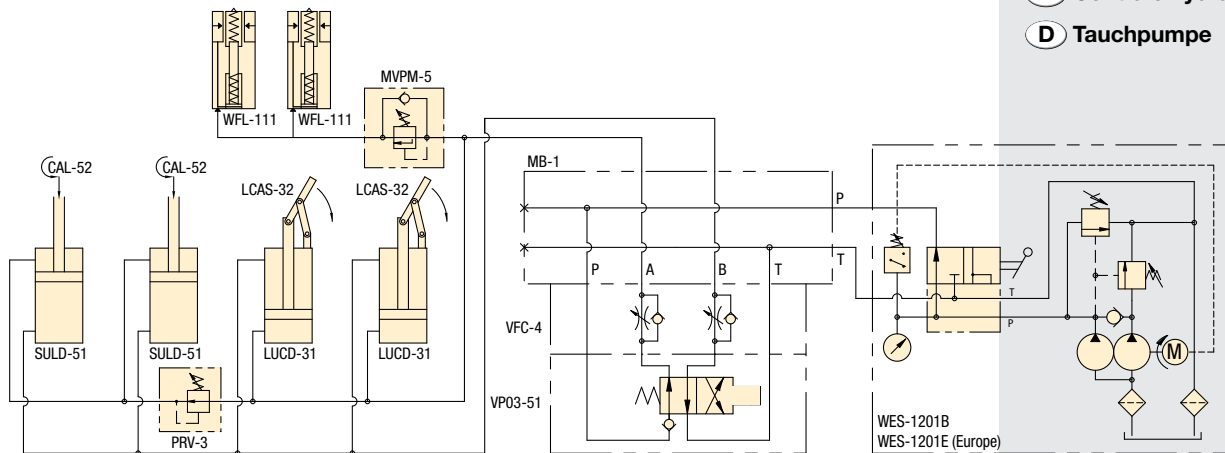 D Tauchpumpe
WFL-111 WFL-111
MVPM-5
CAL-52 CAL-52
LCAS-32 LCAS-32
SULD-51 SULD-51 LUCD-31 LUCD-31
PRV-3
MB-1
P
T
P A B T
VFC-4
VP03-51
T
P
M
WES-1201B
WES-1201E (Europe)